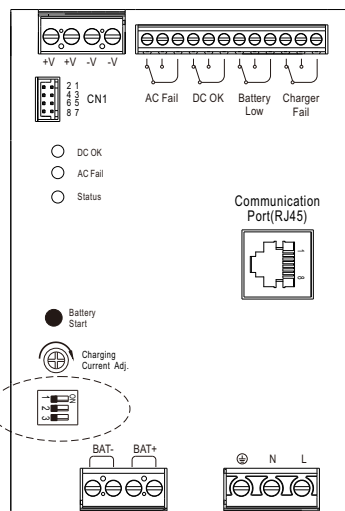 +V +V -V -V
2 1
4 3
6 5
8 7
CN1
AC Fail
DC OK
Battery
Low
Charger
Fail
DC OK
AC Fail
Status
Communication
Port(RJ45)
1
8
Battery
Start
Charging
Current Adj.
ON
1
2
3
BAT- BAT+
N L